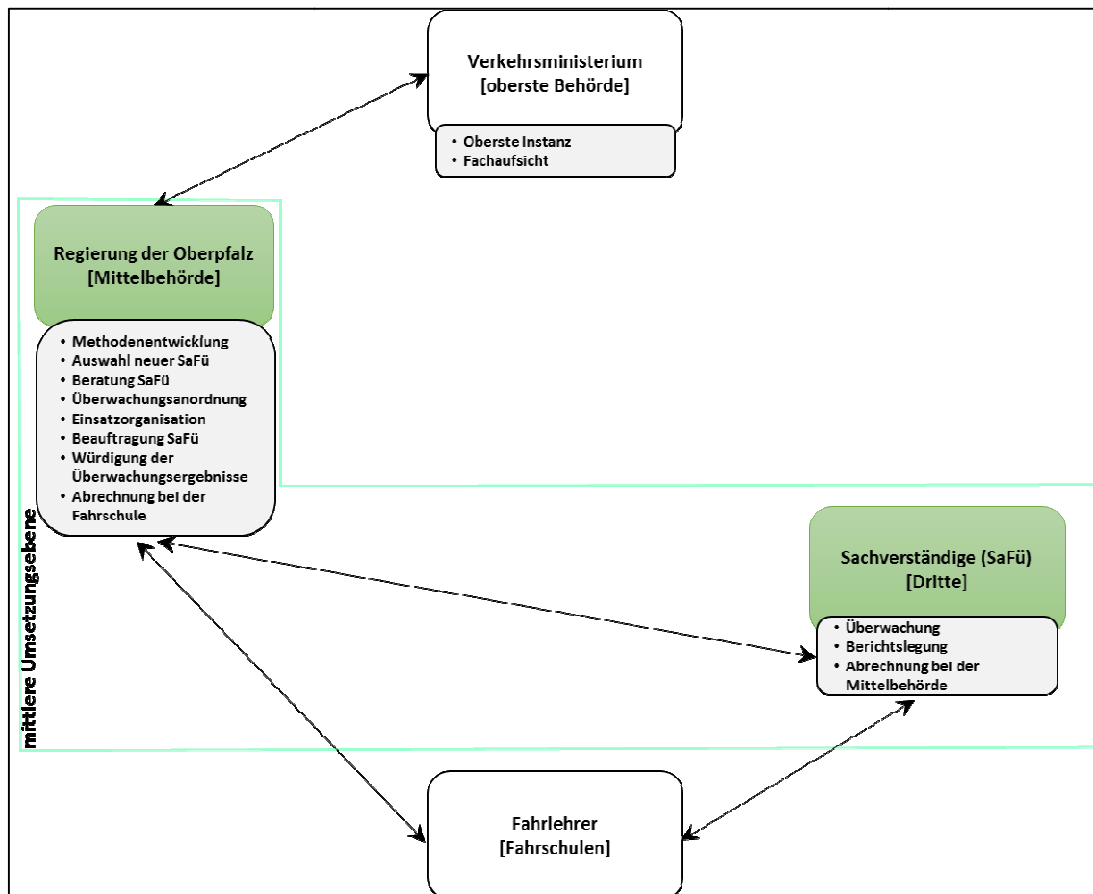 Verkehrsministerium
[oberste Behörde]
• Oberste Instanz
• Fachaufsicht
Regierung der Oberpfalz
[Mittelbehörde]
• Methodenentwicklung
• Auswahl neuer SaFü
• Beratung SaFü
• Überwachungsanordnung
• Einsatzorganisation
• Beauftragung SaFü
• Würdigung der
Überwachungsergebnisse
• Abrechnung bei der
Fahrschule
mittlere Umsetzungsebene
Sachverständige (SaFü)
[Dritte]
• Überwachung
• Berichtslegung
• Abrechnung bei der
Mittelbehörde
Fahrlehrer
[Fahrschulen]